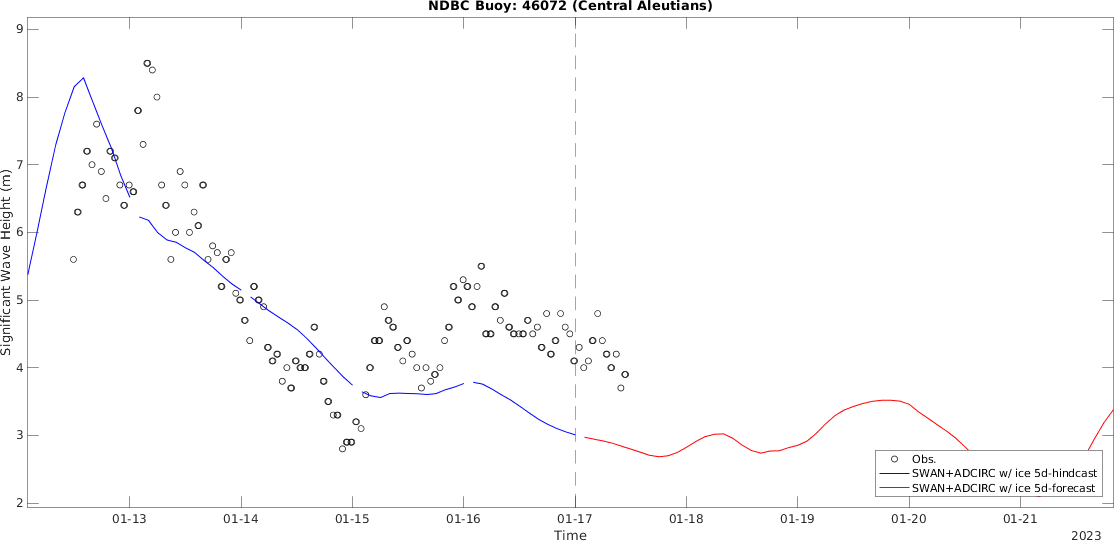 NDBC Buoy: 46072 (Central Aleutians)
Significant Wave Height (m)
9
8
7
6
5
4
3
2
Obs.
SWAN+ADCIRC w/ ice 5d-hindcast
SWAN+ADCIRC w/ ice 5d-forecast
01-13 01-14 01-15 01-16 01-17 01-18 01-19 01-20 01-21
Time
2023